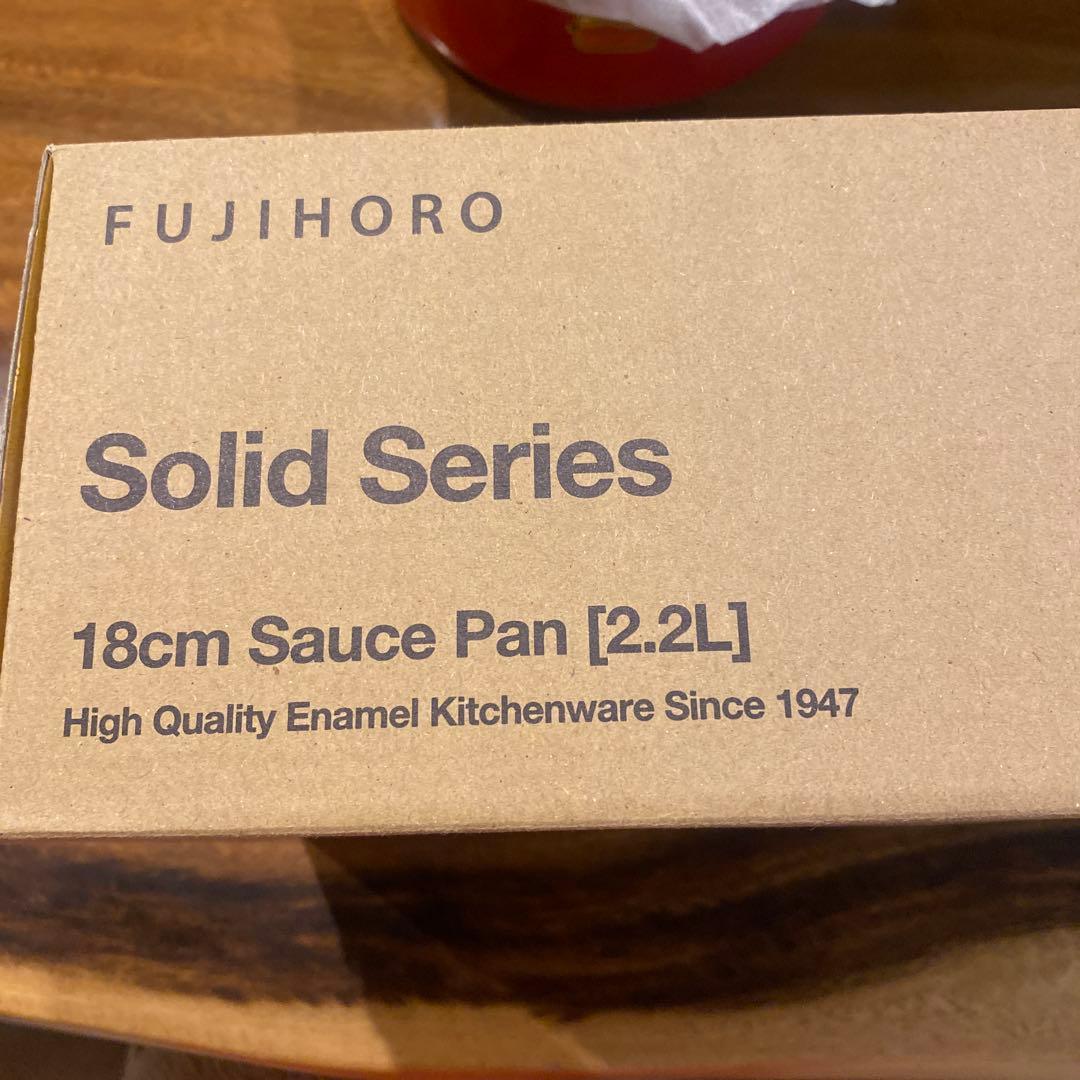 FUJIHORO
Solid Series
18cm Sauce Pan [2.2L]
High Quality Enamel Kitchenware Since 1947